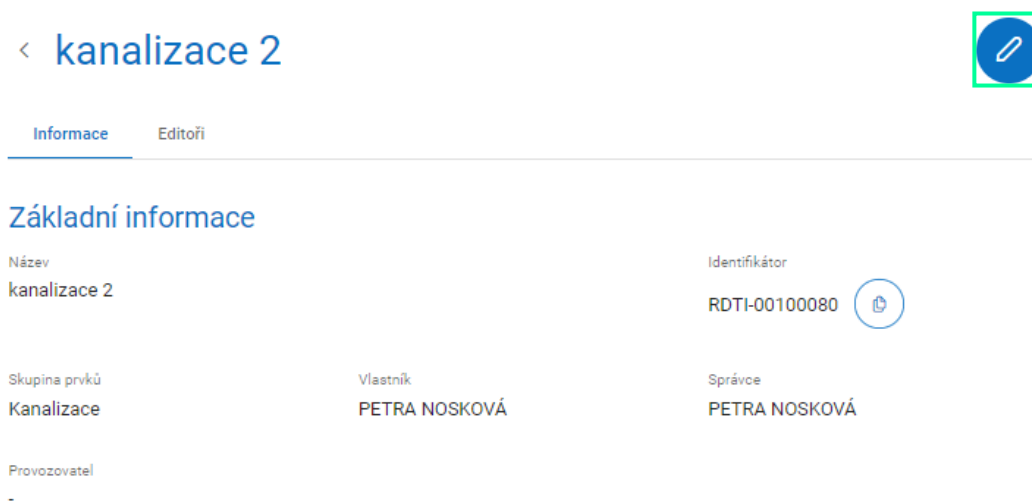 kanalizace 2
Informace Editoři
Základní informace
Název Identifikátor
kanalizace 2
RDTI-00100080
Skupina prvků Vlastník Správce
Kanalizace PETRA NOSKOVÁ PETRA NOSKOVÁ
Provozovatel
-